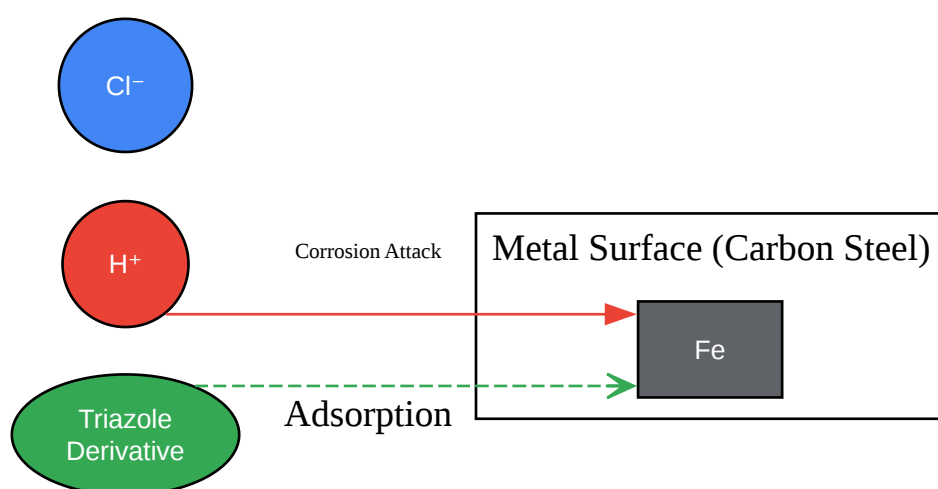 Cl⁻
H⁺
Corrosion Attack
Metal Surface (Carbon Steel)
Fe
Adsorption
Triazole
Derivative